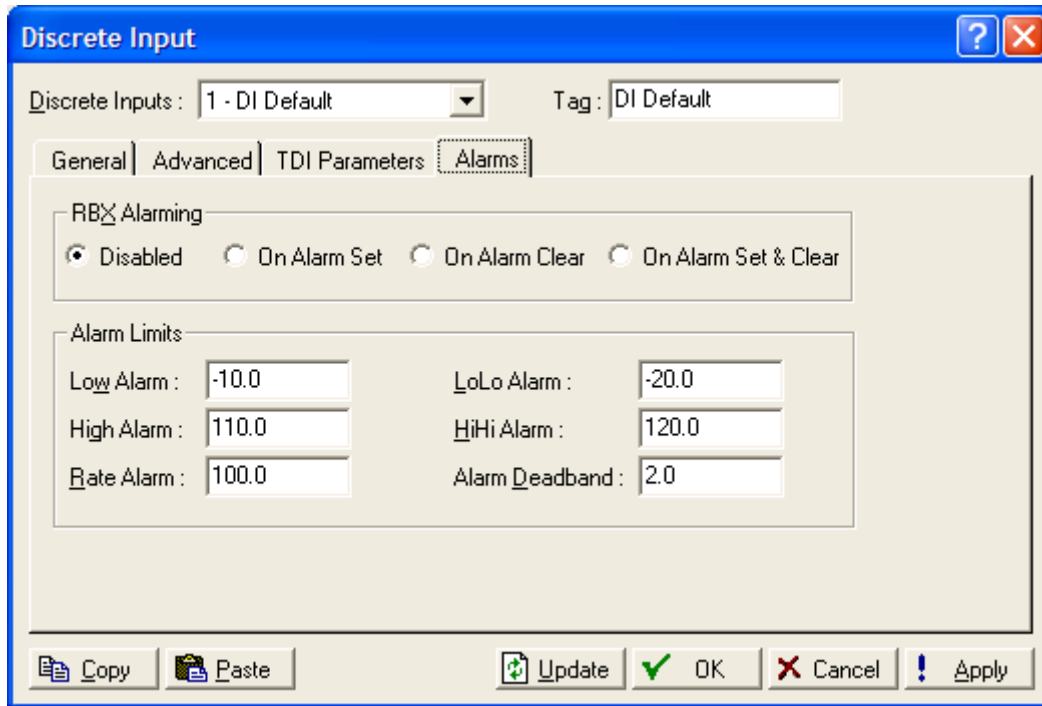 Discrete Input
Discrete Inputs : 1 - DI Default Tag : DI Default
General Advanced TDI Parameters Alarms
RBX Alarming
Disabled On Alarm Set On Alarm Clear On Alarm Set & Clear
Alarm Limits
Low Alarm : -10.0 LoLo Alarm : -20.0
High Alarm : 110.0 HiHi Alarm : 120.0
Rate Alarm : 100.0 Alarm Deadband : 2.0
Copy Paste Update OK Cancel Apply